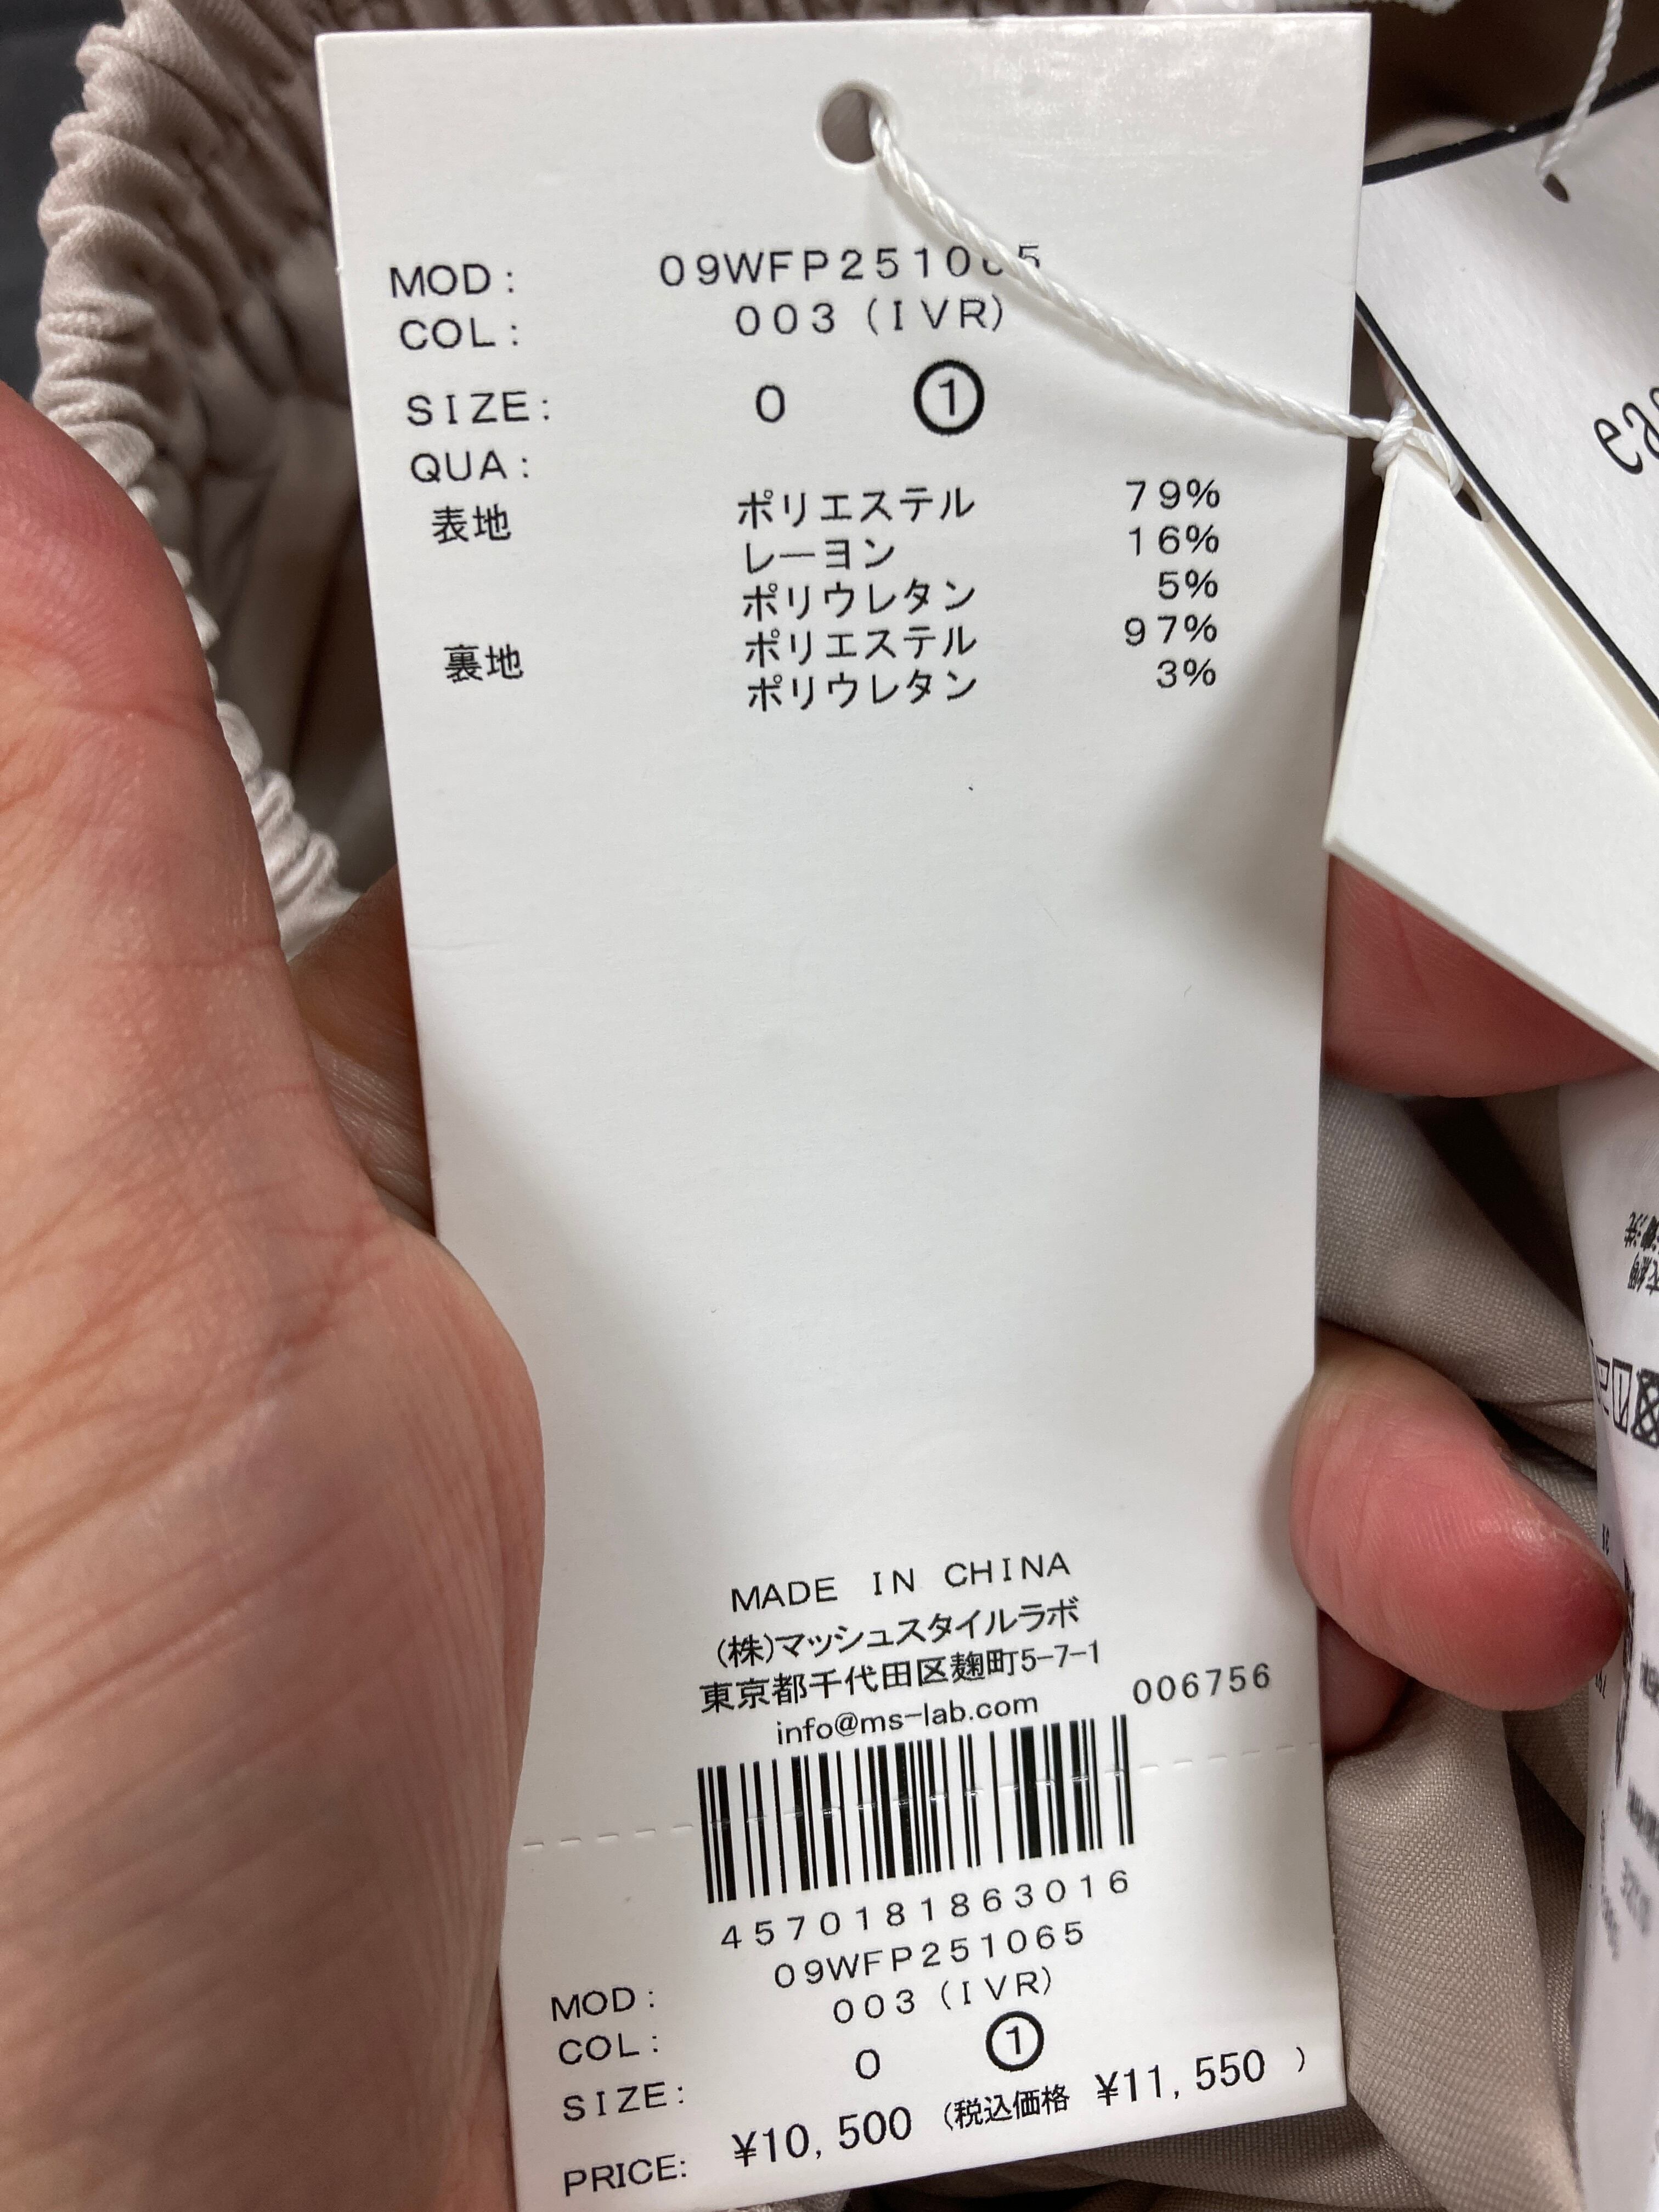 MOD: 09WFP251065
COL: 003 (IVR)
SIZE: 0 ①
QUA:
表地 ポリエステル 79%
レーヨン 16%
ポリウレタン 5%
裏地 ポリエステル 97%
ポリウレタン 3%
MADE IN CHINA
(株)マッシュスタイルラボ
東京都千代田区麹町5-7-1
info@ms-lab.com 006756
4570181863016
MOD: 09WFP251065
COL: 003 (IVR)
SIZE: 0 ①
PRICE: ¥10,500 (税込価格 ¥11,550 )